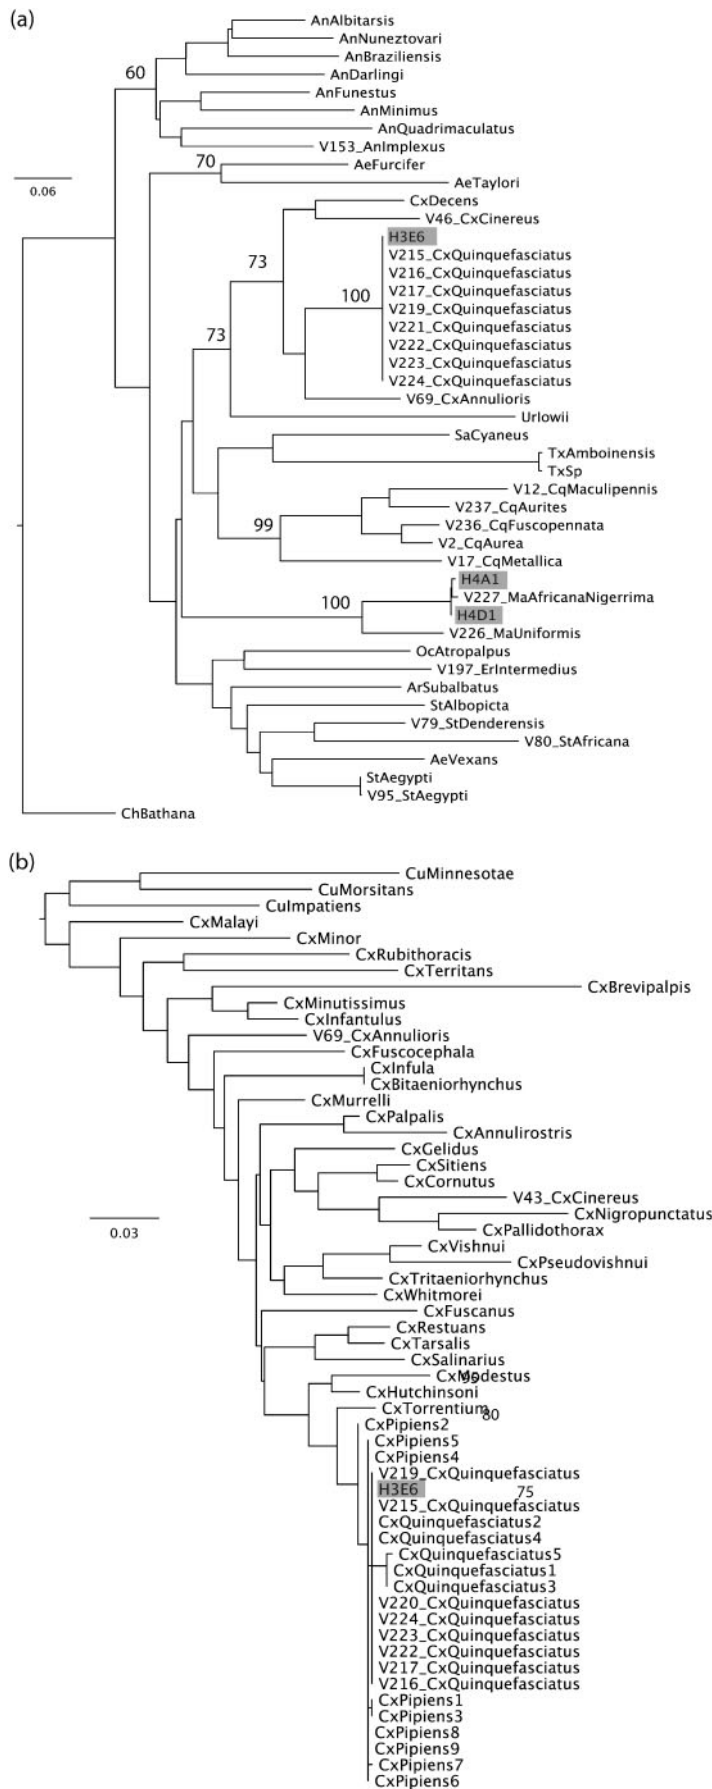 (a)
AnAlbitarsis
AnNuneztovari
AnBraziliensis
60
AnDarlingi
AnFunestus
AnMinimus
AnQuadrimaculatus
V153_AnImplexus
70
AeFurcifer
0.06
AeTaylori
CxDecens
V46_CxCinereus
H3E6
V215_CxQuinquefasciatus
73
V216_CxQuinquefasciatus
100
V217_CxQuinquefasciatus
V219_CxQuinquefasciatus
73
V221_CxQuinquefasciatus
V222_CxQuinquefasciatus
V223_CxQuinquefasciatus
V224_CxQuinquefasciatus
V69_CxAnnulioris
Urlowii
SaCyaneus
TxAmboinensis
TxSp
V12_CqMaculipennis
V237_CqAurites
99
V236_CqFuscopennata
V2_CqAurea
V17_CqMetallica
H4A1
100
V227_MaAfricanaNigerrima
H4D1
V226_MaUniformis
OcAtropalpus
V197_ErIntermedius
ArSubalbatus
StAlbopicta
V79_StDenderensis
V80_StAfricana
AeVexans
StAegypti
V95_StAegypti
ChBathana
(b)
CuMinnesotae
CuMorsitans
CuImpatiens
CxMalayi
CxMinor
CxRubithoracis
CxTerritans
CxBrevipalpis
CxMinutissimus
CxInfantulus
V69_CxAnnulioris
CxFuscocephala
CxInfula
CxBitaeniorhynchus
CxMurrelli
CxPalpalis
CxAnnulirostris
CxGelidus
CxSitiens
CxCornutus
V43_CxCinereus
CxNigropunctatus
0.03
CxPallidothorax
CxVishnui
CxPseudovishnui
CxTritaeniorhynchus
CxWhitmorei
CxFuscanus
CxRestuans
CxTarsalis
CxSalinarius
CxModestus
95
CxHutchinsoni
CxTorrentium
80
CxPipiens2
CxPipiens5
CxPipiens4
V219_CxQuinquefasciatus
H3E6
75
V215_CxQuinquefasciatus
CxQuinquefasciatus2
CxQuinquefasciatus4
CxQuinquefasciatus5
CxQuinquefasciatus1
CxQuinquefasciatus3
V220_CxQuinquefasciatus
V224_CxQuinquefasciatus
V223_CxQuinquefasciatus
V222_CxQuinquefasciatus
V217_CxQuinquefasciatus
V216_CxQuinquefasciatus
CxPipiens1
CxPipiens3
CxPipiens8
CxPipiens9
CxPipiens7
CxPipiens6